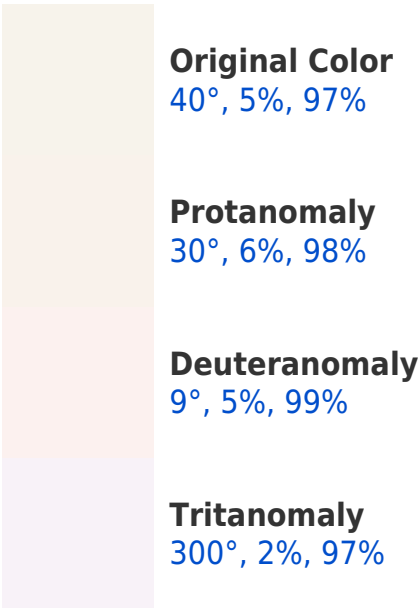 Original Color
40°, 5%, 97%
Protanomaly
30°, 6%, 98%
Deuteranomaly
9°, 5%, 99%
Tritanomaly
300°, 2%, 97%